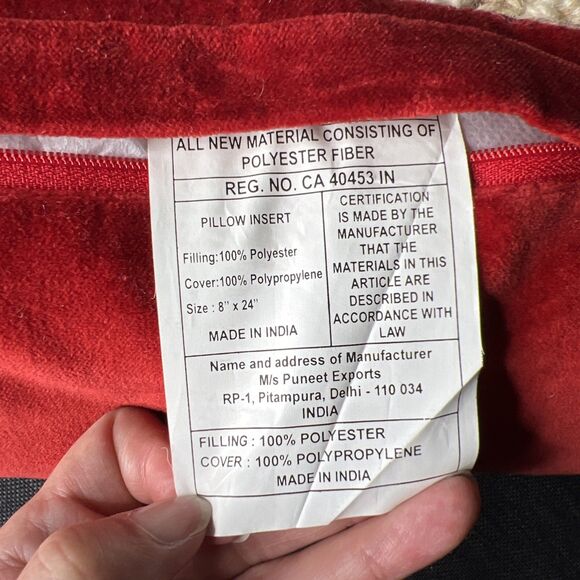 ALL NEW MATERIAL CONSISTING OF
POLYESTER FIBER
REG. NO. CA 40453 IN
PILLOW INSERT
Filling:100% Polyester
Cover:100% Polypropylene
Size : 8" x 24"
MADE IN INDIA
CERTIFICATION
IS MADE BY THE
MANUFACTURER
THAT THE
MATERIALS IN THIS
ARTICLE ARE
DESCRIBED IN
ACCORDANCE WITH
LAW
Name and address of Manufacturer
M/s Puneet Exports
RP-1, Pitampura, Delhi - 110 034
INDIA
FILLING : 100% POLYESTER
COVER : 100% POLYPROPYLENE
MADE IN INDIA